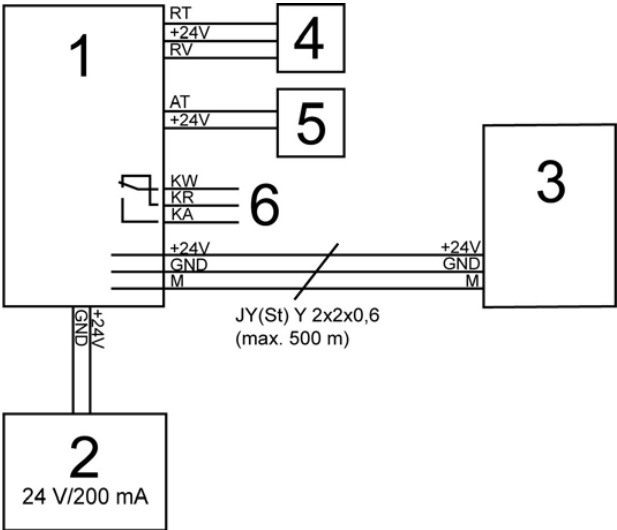 1
RT
+24V
RV
4
AT
+24V
5
KW
KR
KA
6
+24V
GND
M
+24V
GND
M
3
JY(St) Y 2x2x0,6
(max. 500 m)
+24V
GND
2
24 V/200 mA